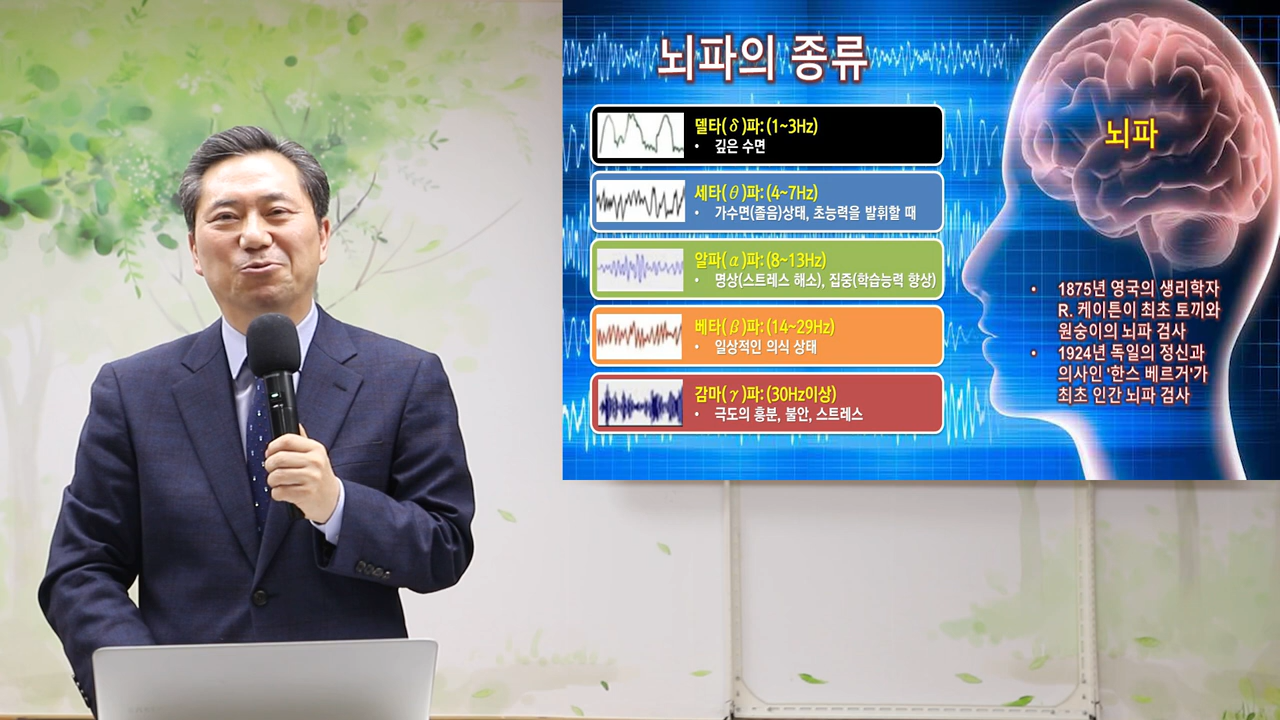 뇌파의 종류
델타( δ )파: (1~3Hz)
• 깊은 수면
세타( θ )파: (4~7Hz)
• 가수면(졸음)상태, 초능력을 발휘할 때
알파( α )파: (8~13Hz)
• 명상(스트레스 해소), 집중(학습능력 향상)
베타( β )파: (14~29Hz)
• 일상적인 의식 상태
감마( γ )파: (30Hz이상)
• 극도의 흥분, 불안, 스트레스
뇌파
• 1875년 영국의 생리학자
R. 케이튼이 최초 토끼와
원숭이의 뇌파 검사
• 1924년 독일의 정신과
의사인 '한스 베르거'가
최초 인간 뇌파 검사